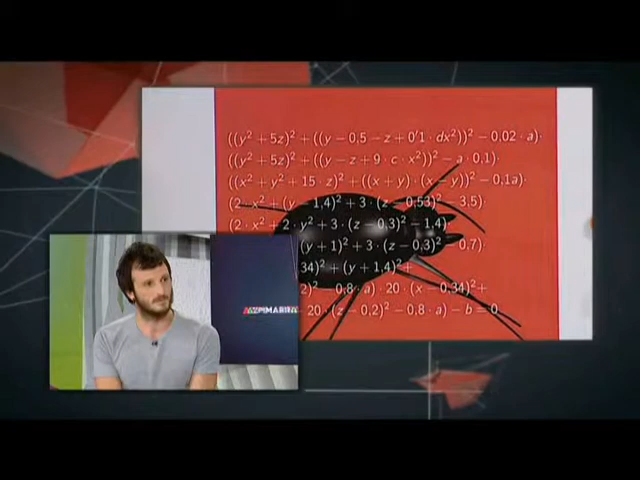 ((y² + 5z)² + ((y − 0,5 − z + 0'1 · dx²))² − 0,02 · a)·
((y² + 5z)² + ((y − z + 9 · c · x²))² − a · 0,1)·
((x² + y² + 15 · z)² + ((x + y) · (x − y))² − 0,1a)·
(2 · x² + (y − 1,4)² + 3 · (z − 0,53)² − 3,5)·
(2 · x² + 2 · y² + 3 · (z − 0,3)² − 1,4)
(y + 1)² + 3 · (z − 0,3)² − 0,7)·
34)² + (y + 1,4)² +
2)² − 0,8 · a) · 20 · (x − 0,34)² +
20 · (z − 0,2)² − 0,8 · a) − b = 0